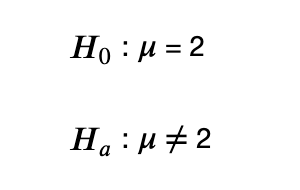 H₀ : μ = 2
Hₐ : μ ≠ 2